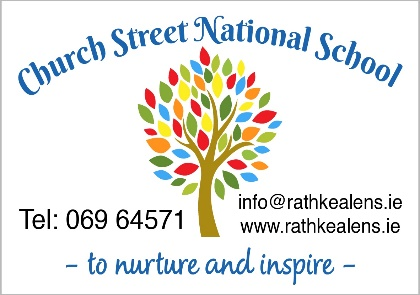 Church Street National School
Tel: 069 64571
info@rathkealens.ie
www.rathkealens.ie
– to nurture and inspire –